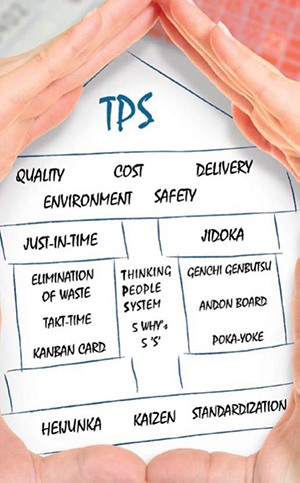 TPS
QUALITY COST DELIVERY
ENVIRONMENT SAFETY
JUST-IN-TIME
JIDOKA
ELIMINATION
OF WASTE
TAKT-TIME
KANBAN CARD
THINKING
PEOPLE
SYSTEM
5 WHY's
5 'S'
GENCHI GENBUTSU
ANDON BOARD
POKA-YOKE
HEIJUNKA KAIZEN STANDARDIZATION